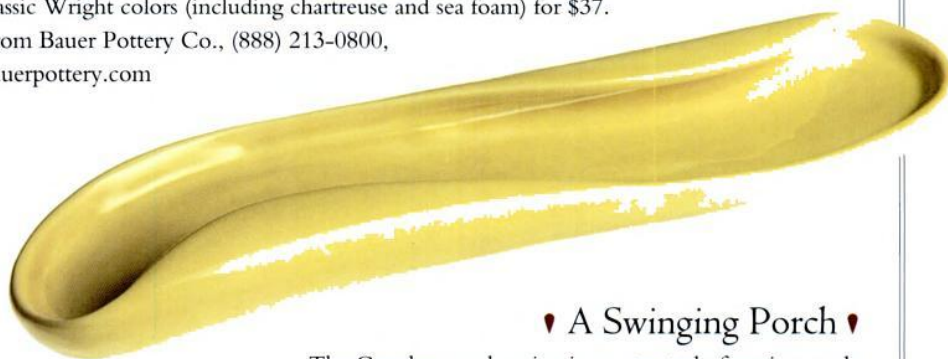 assic Wright colors (including chartreuse and sea foam) for $37.
om Bauer Pottery Co., (888) 213-0800,
uerpottery.com
A Swinging Porch